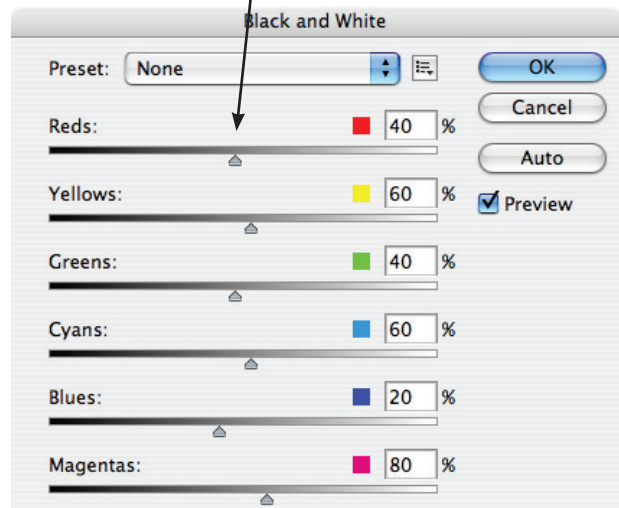 Black and White
Preset: None
OK
Reds: 40 %
Cancel
Auto
Yellows: 60 %
Preview
Greens: 40 %
Cyans: 60 %
Blues: 20 %
Magentas: 80 %